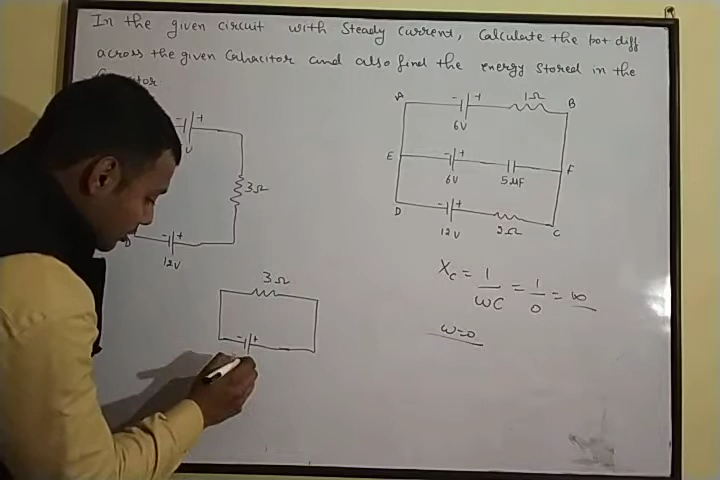 In the given circuit with Steady current, Calculate the pot diff
across the given Capacitor and also find the energy stored in the
A
- +
1Ω
B
6V
- +
V
3Ω
E
- +
F
6V
5μF
D
- +
C
12V
2Ω
- +
12V
3Ω
- +
Xc = 1/ωC = 1/0 = ∞
ω=0